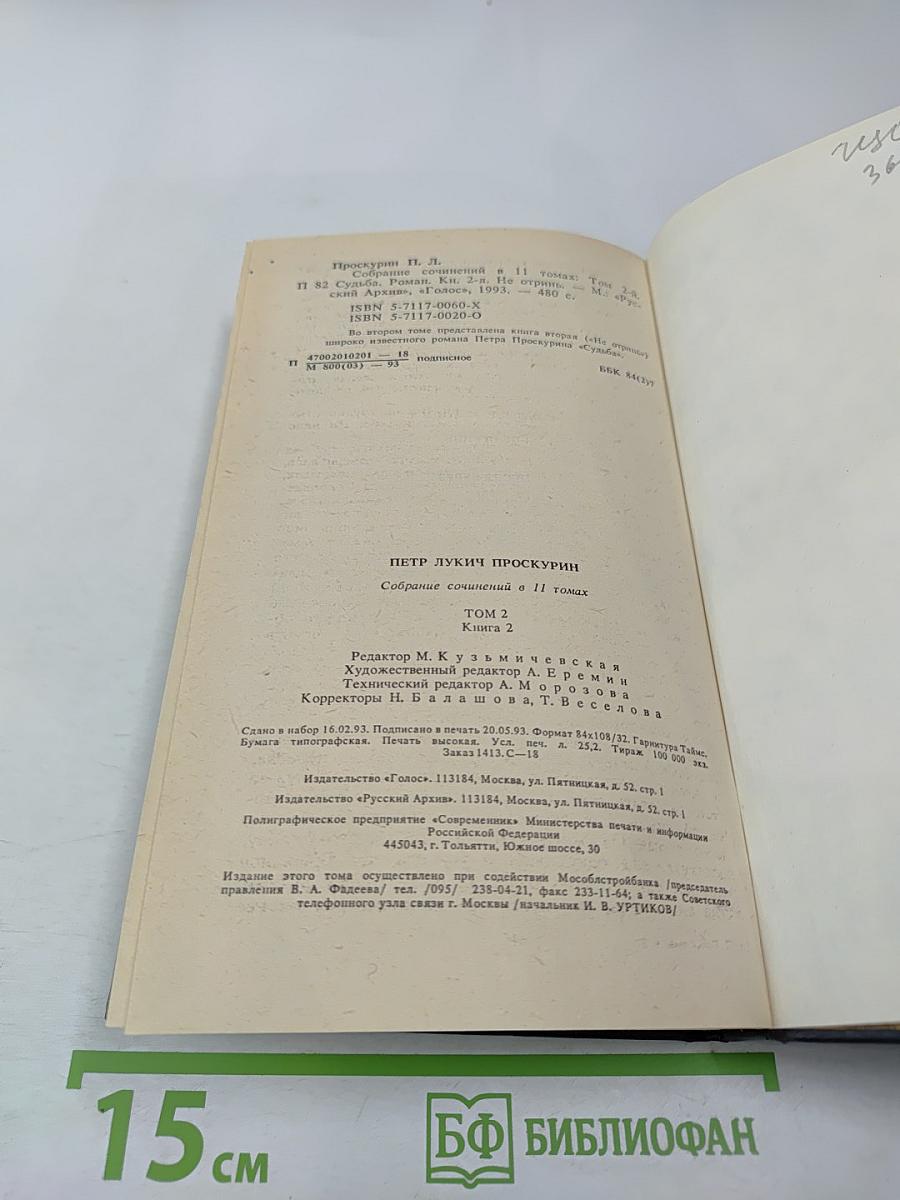 Проскурин П. Л.
Собрание сочинений в 11 томах: Том 2-й.
П 82 Судьба. Роман. Кн. 2-я. Не отринь. — М.: «Рус-
ский Архив», «Голос», 1993. — 480 с.
ISBN 5-7117-0060-X
ISBN 5-7117-0020-O
Во втором томе представлена книга вторая («Не отринь»)
широко известного романа Петра Проскурина «Судьба».
П 47002010201 — 18 подписное
М 800(03) — 93
ББК 84(2)7
ПЕТР ЛУКИЧ ПРОСКУРИН
Собрание сочинений в 11 томах
ТОМ 2
Книга 2
Редактор М. Кузьмичевская
Художественный редактор А. Еремин
Технический редактор А. Морозова
Корректоры Н. Балашова, Т. Веселова
Сдано в набор 16.02.93. Подписано в печать 20.05.93. Формат 84х108/32. Гарнитура Таймс.
Бумага типографская. Печать высокая. Усл. печ. л. 25,2. Тираж 100 000 экз.
Заказ 1413. С—18
Издательство «Голос». 113184, Москва, ул. Пятницкая, д. 52. стр. 1
Издательство «Русский Архив». 113184, Москва, ул. Пятницкая, д. 52. стр. 1
Полиграфическое предприятие «Современник» Министерства печати и информации
Российской Федерации
445043, г. Тольятти, Южное шоссе, 30
Издание этого тома осуществлено при содействии Мособлстройбанка /председатель
правления В. А. Фадеева/ тел. /095/ 238-04-21, факс 233-11-64; а также Советского
телефонного узла связи г. Москвы /начальник И. В. УРТИКОВ/
15 см
БФ БИБЛИОФАН